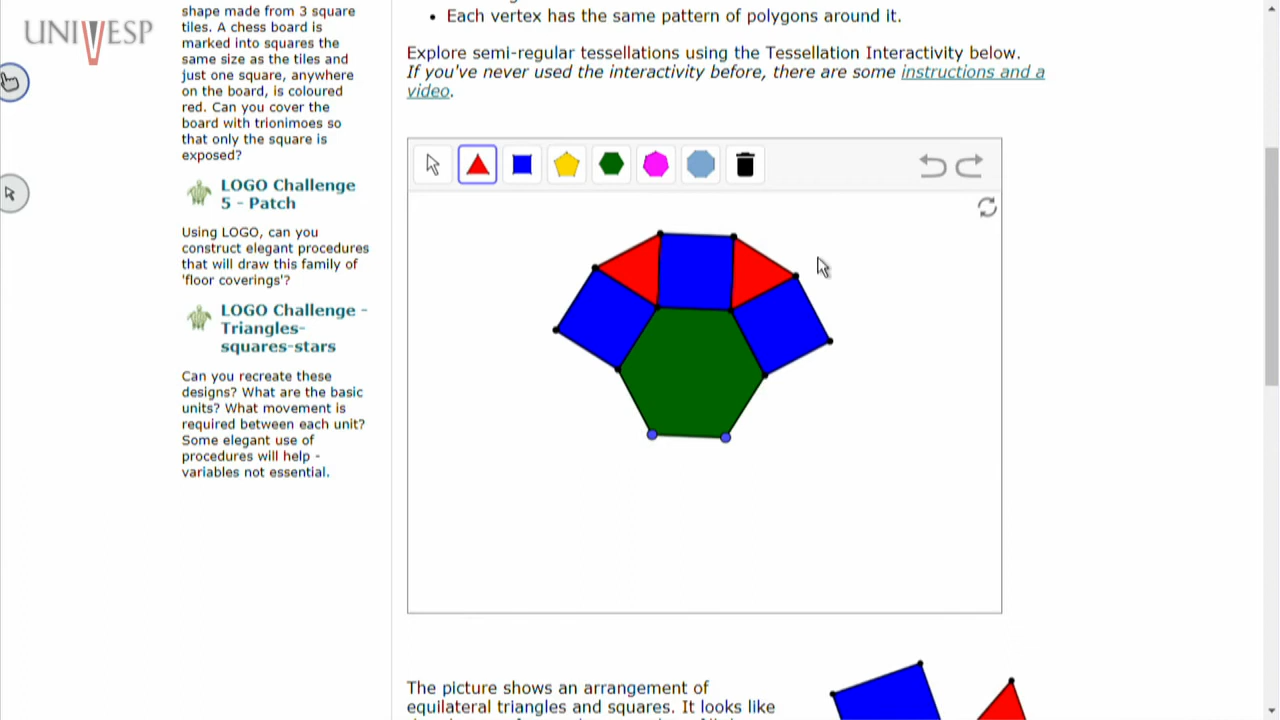 UNIVESP
shape made from 3 square
tiles. A chess board is
marked into squares the
same size as the tiles and
just one square, anywhere
on the board, is coloured
red. Can you cover the
board with trionimoes so
that only the square is
exposed?
LOGO Challenge
5 - Patch
Using LOGO, can you
construct elegant procedures
that will draw this family of
'floor coverings'?
LOGO Challenge -
Triangles-
squares-stars
Can you recreate these
designs? What are the basic
units? What movement is
required between each unit?
Some elegant use of
procedures will help -
variables not essential.
• Each vertex has the same pattern of polygons around it.
Explore semi-regular tessellations using the Tessellation Interactivity below.
If you've never used the interactivity before, there are some instructions and a
video.
The picture shows an arrangement of
equilateral triangles and squares. It looks like